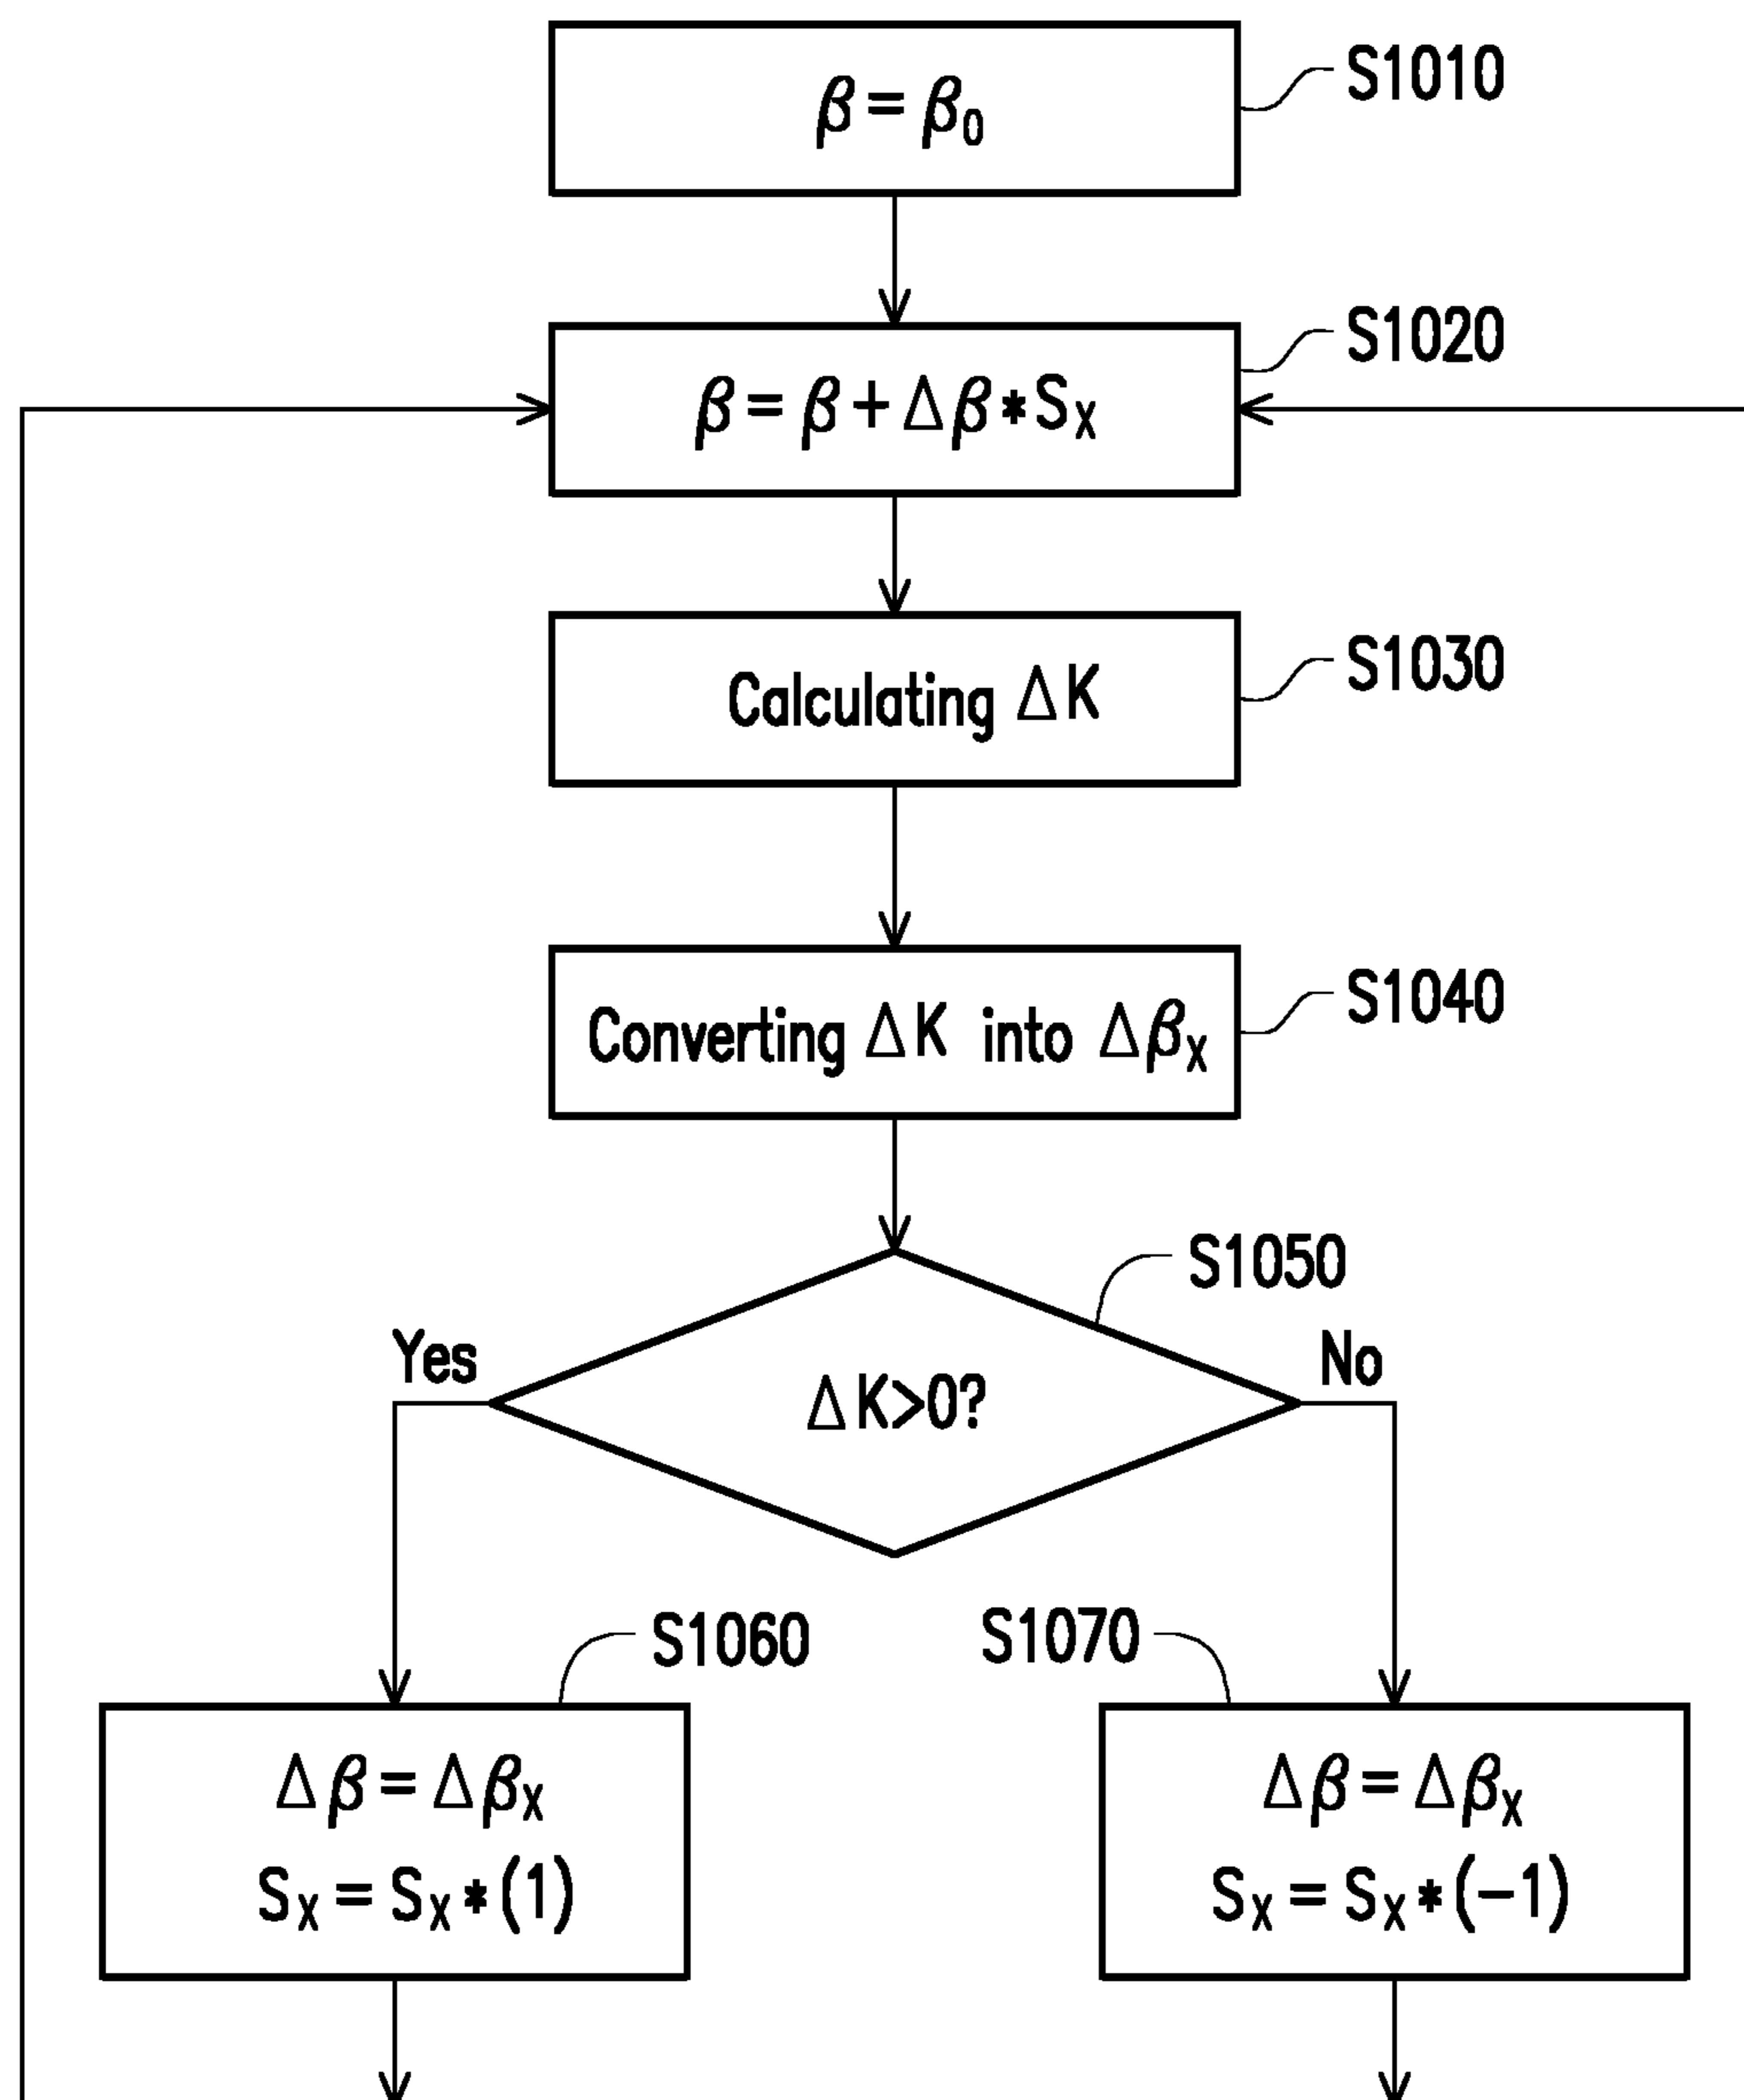 β = β₀
S1010
β = β + Δβ * Sₓ
S1020
Calculating ΔK
S1030
Converting ΔK into Δβₓ
S1040
S1050
Yes
ΔK>0?
No
S1060
S1070
Δβ = Δβₓ
Sₓ = Sₓ * (1)
Δβ = Δβₓ
Sₓ = Sₓ * (−1)